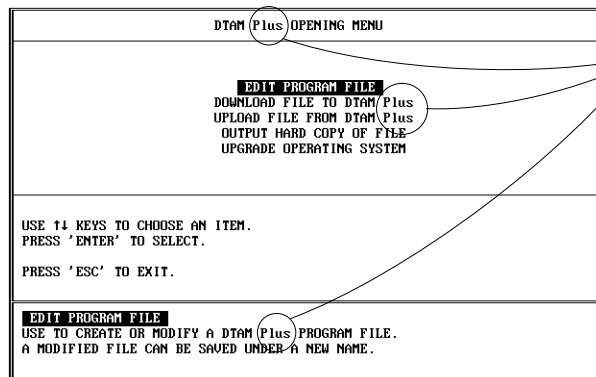 DTAM Plus OPENING MENU
EDIT PROGRAM FILE
DOWNLOAD FILE TO DTAM Plus
UPLOAD FILE FROM DTAM Plus
OUTPUT HARD COPY OF FILE
UPGRADE OPERATING SYSTEM
USE ↑↓ KEYS TO CHOOSE AN ITEM.
PRESS 'ENTER' TO SELECT.
PRESS 'ESC' TO EXIT.
EDIT PROGRAM FILE
USE TO CREATE OR MODIFY A DTAM Plus PROGRAM FILE.
A MODIFIED FILE CAN BE SAVED UNDER A NEW NAME.